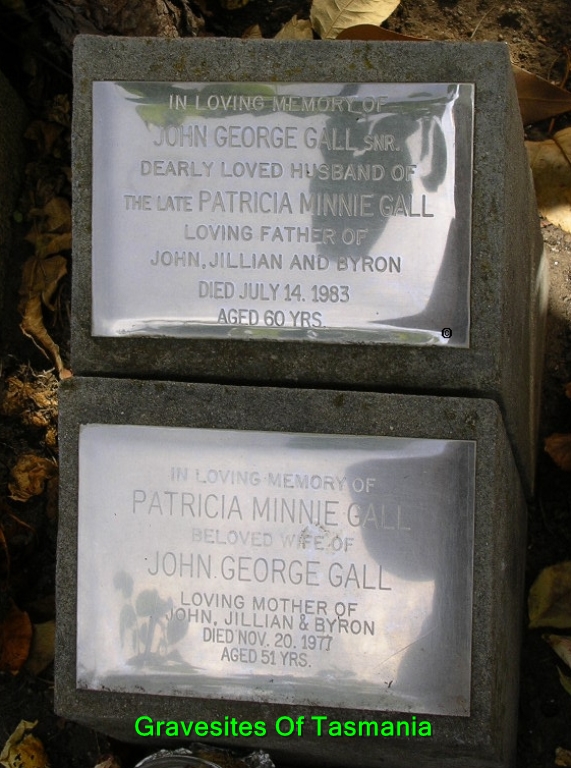 IN LOVING MEMORY OF
JOHN GEORGE GALL SNR.
DEARLY LOVED HUSBAND OF
THE LATE PATRICIA MINNIE GALL
LOVING FATHER OF
JOHN, JILLIAN AND BYRON
DIED JULY 14. 1983
AGED 60 YRS.
©
IN LOVING MEMORY OF
PATRICIA MINNIE GALL
BELOVED WIFE OF
JOHN GEORGE GALL
LOVING MOTHER OF
JOHN, JILLIAN & BYRON
DIED NOV. 20. 1977
AGED 51 YRS.
Gravesites Of Tasmania